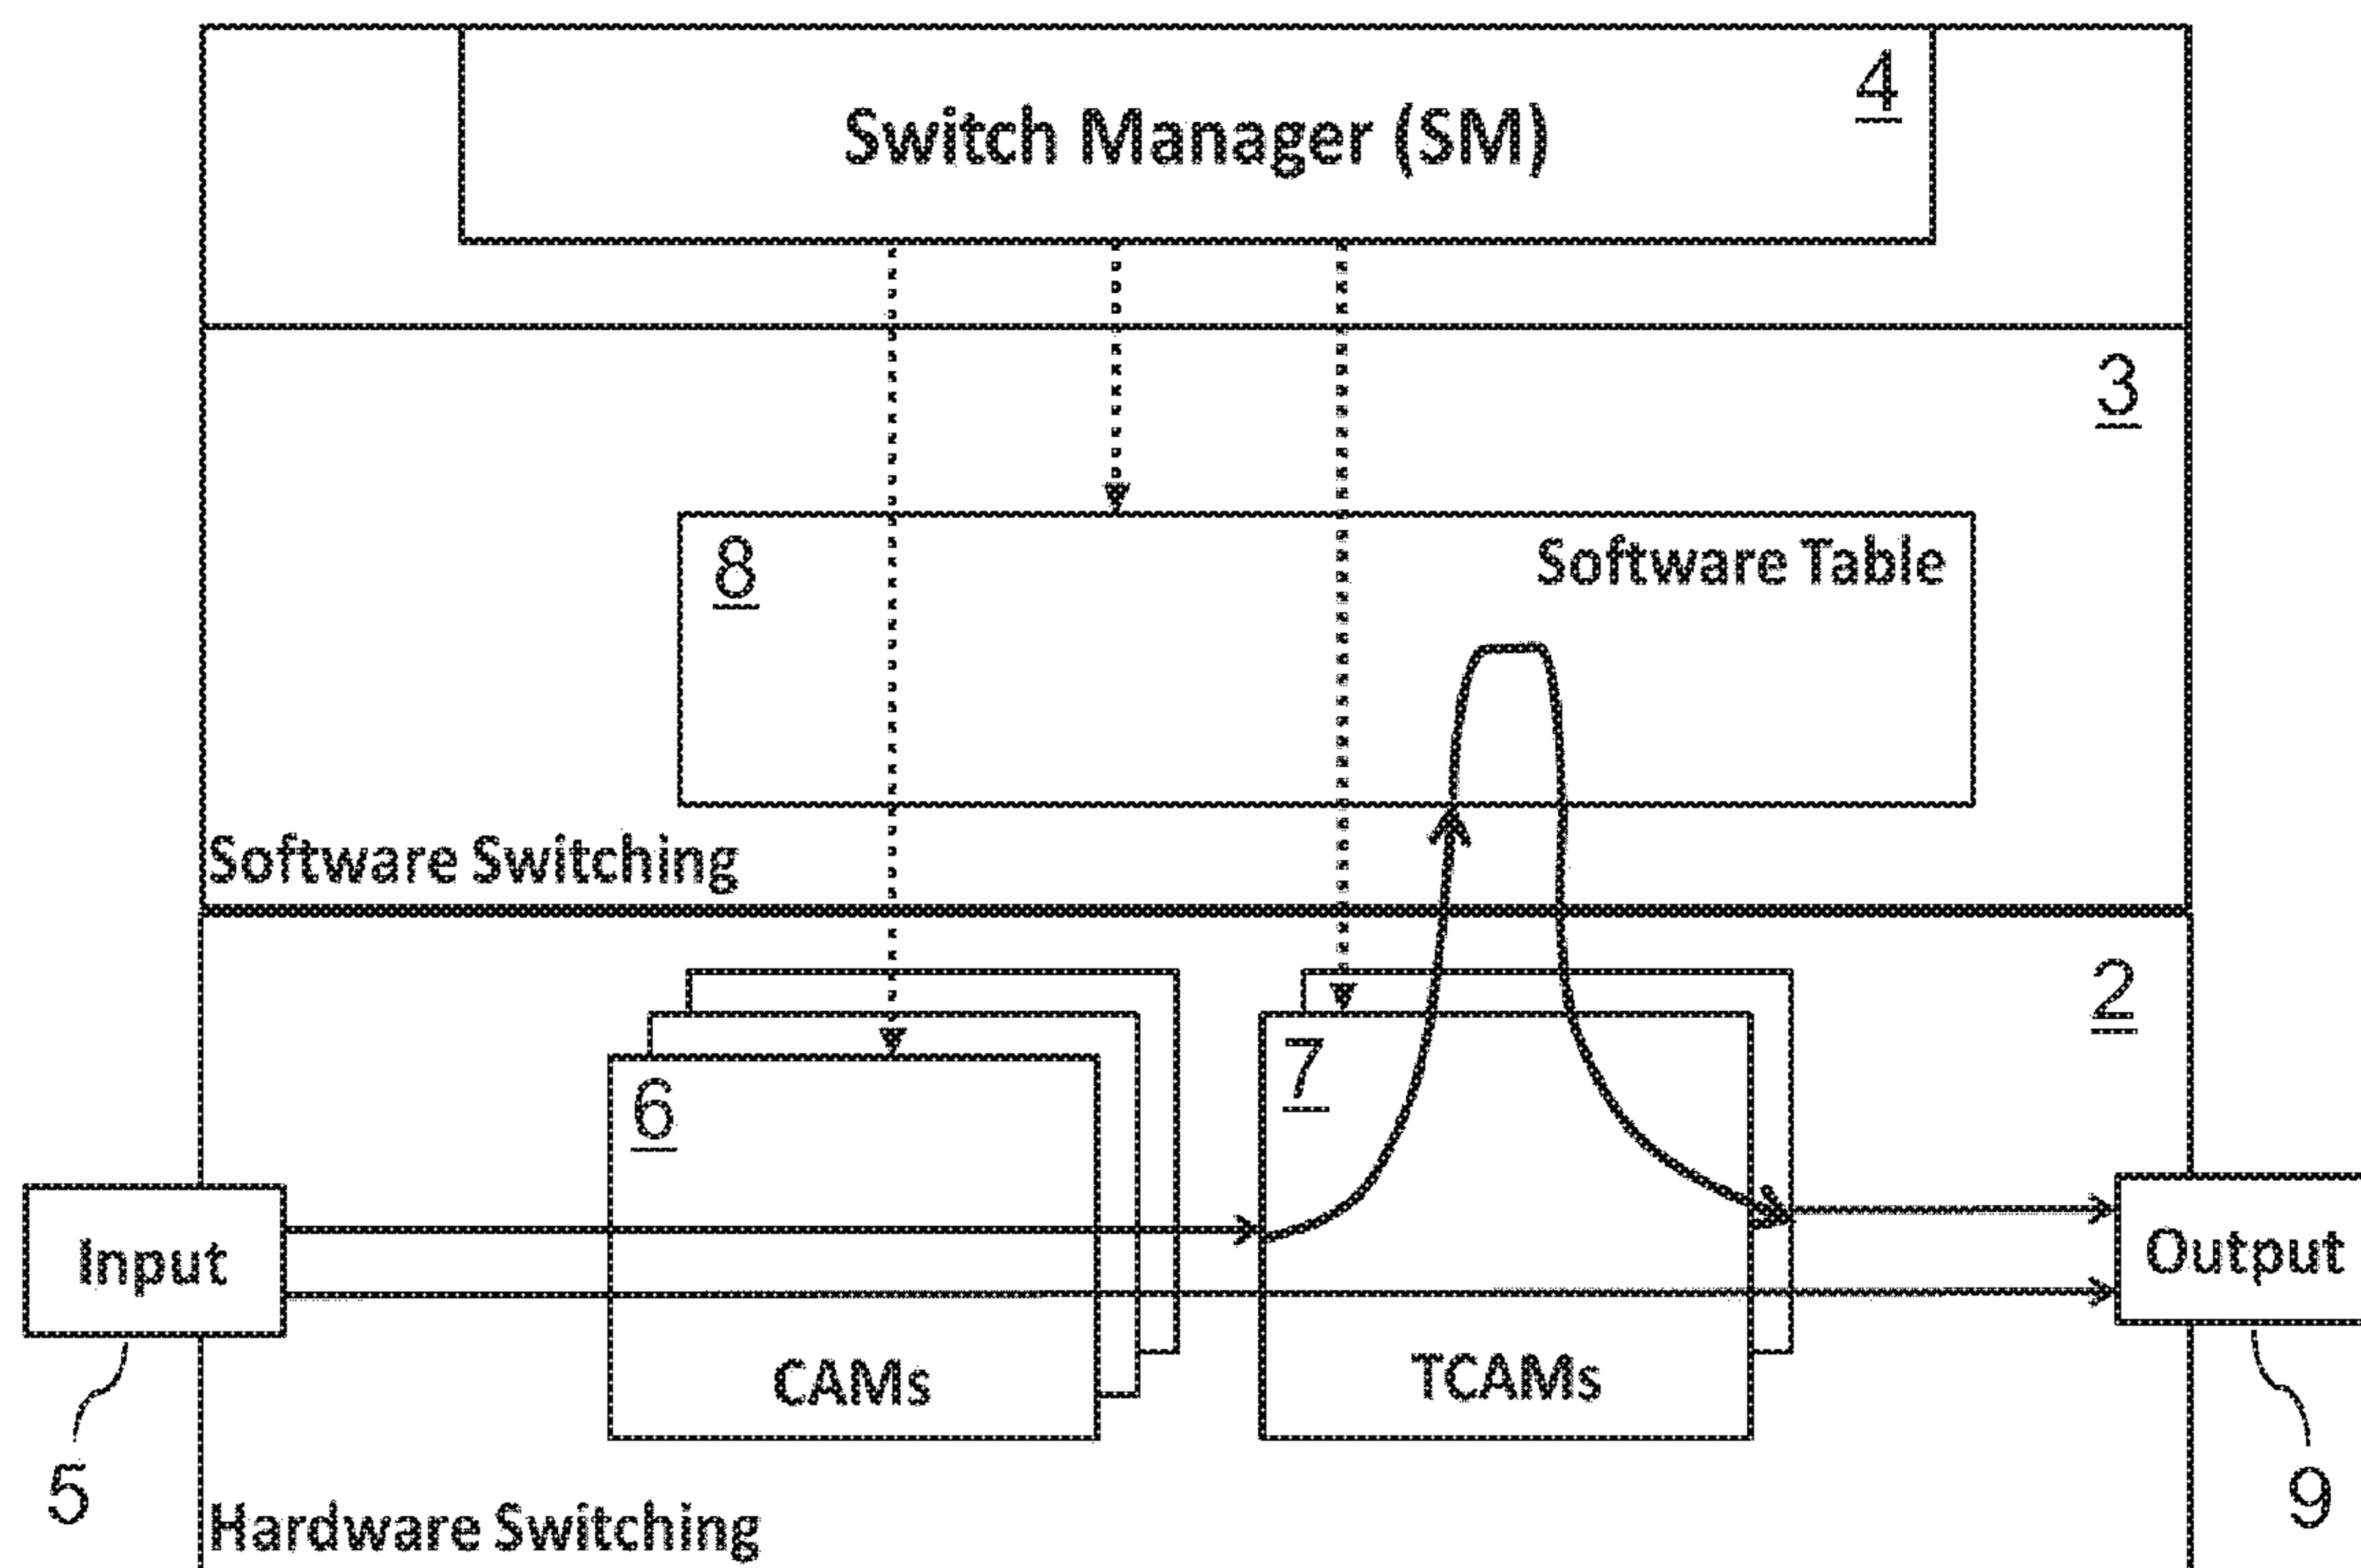 4
Switch Manager (SM)
3
8
Software Table
Software Switching
2
7
6
Input
Output
CAMs
TCAMs
5
9
Hardware Switching